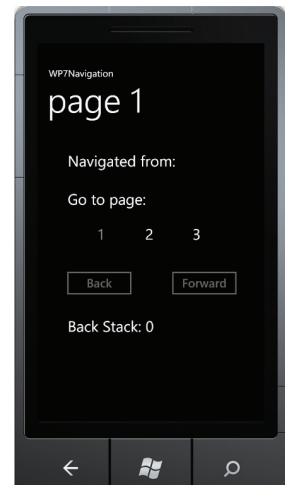 WP7Navigation
page 1
Navigated from:
Go to page:
1 2 3
Back Forward
Back Stack: 0